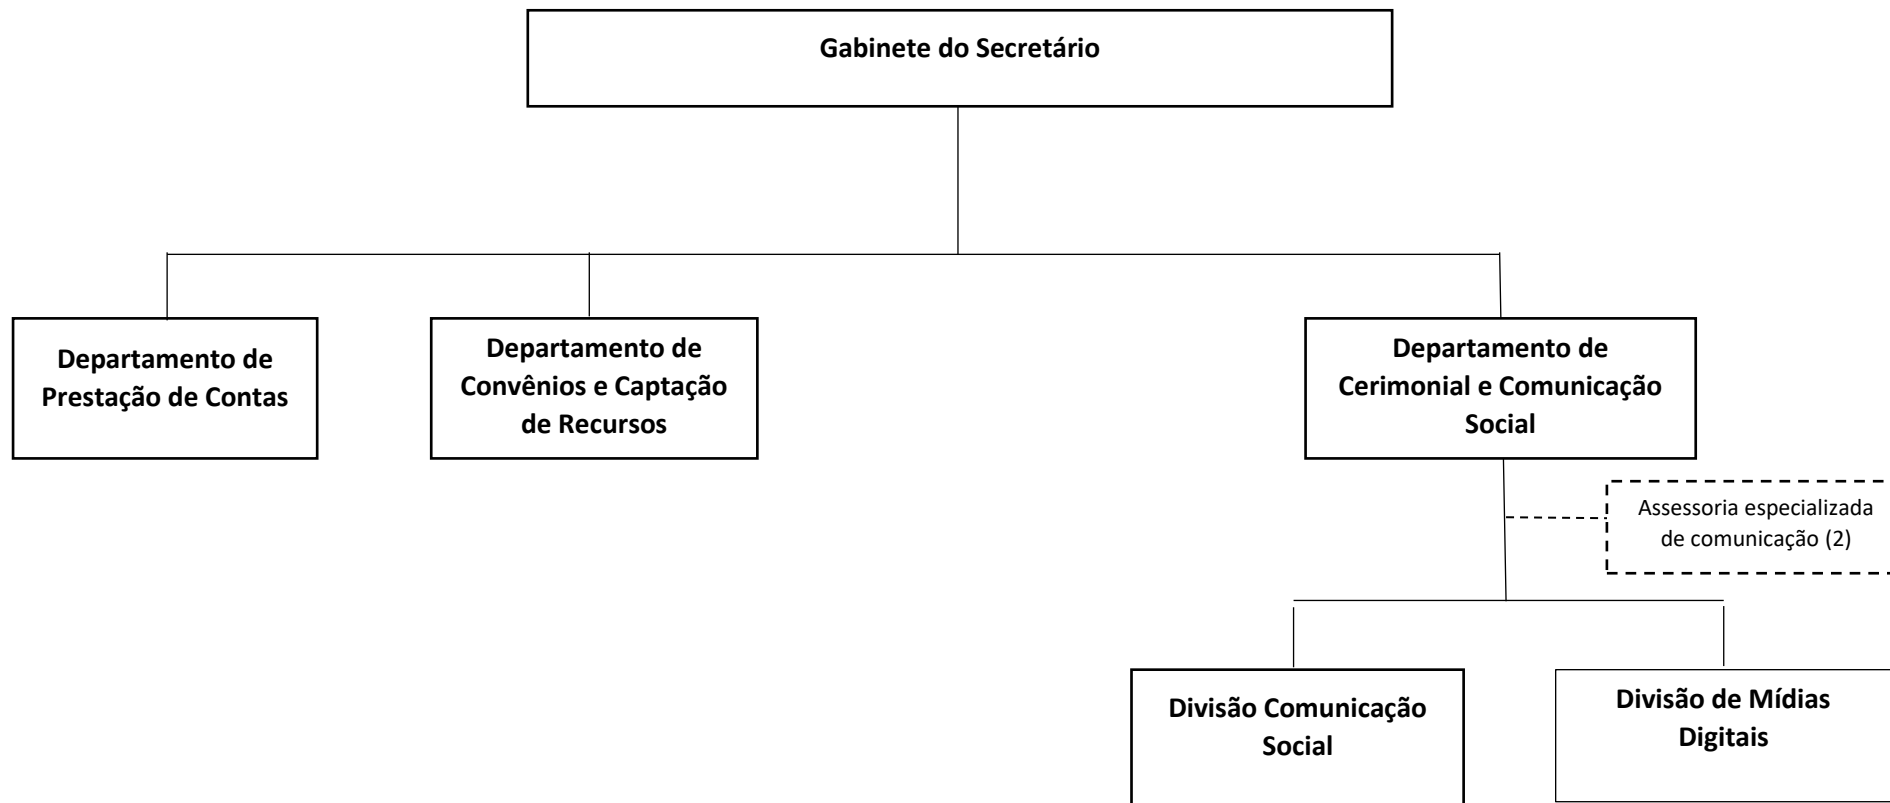 Gabinete do Secretário
Departamento de
Prestação de Contas
Departamento de
Convênios e Captação
de Recursos
Departamento de
Cerimonial e Comunicação
Social
Assessoria especializada
de comunicação (2)
Divisão Comunicação
Social
Divisão de Mídias
Digitais